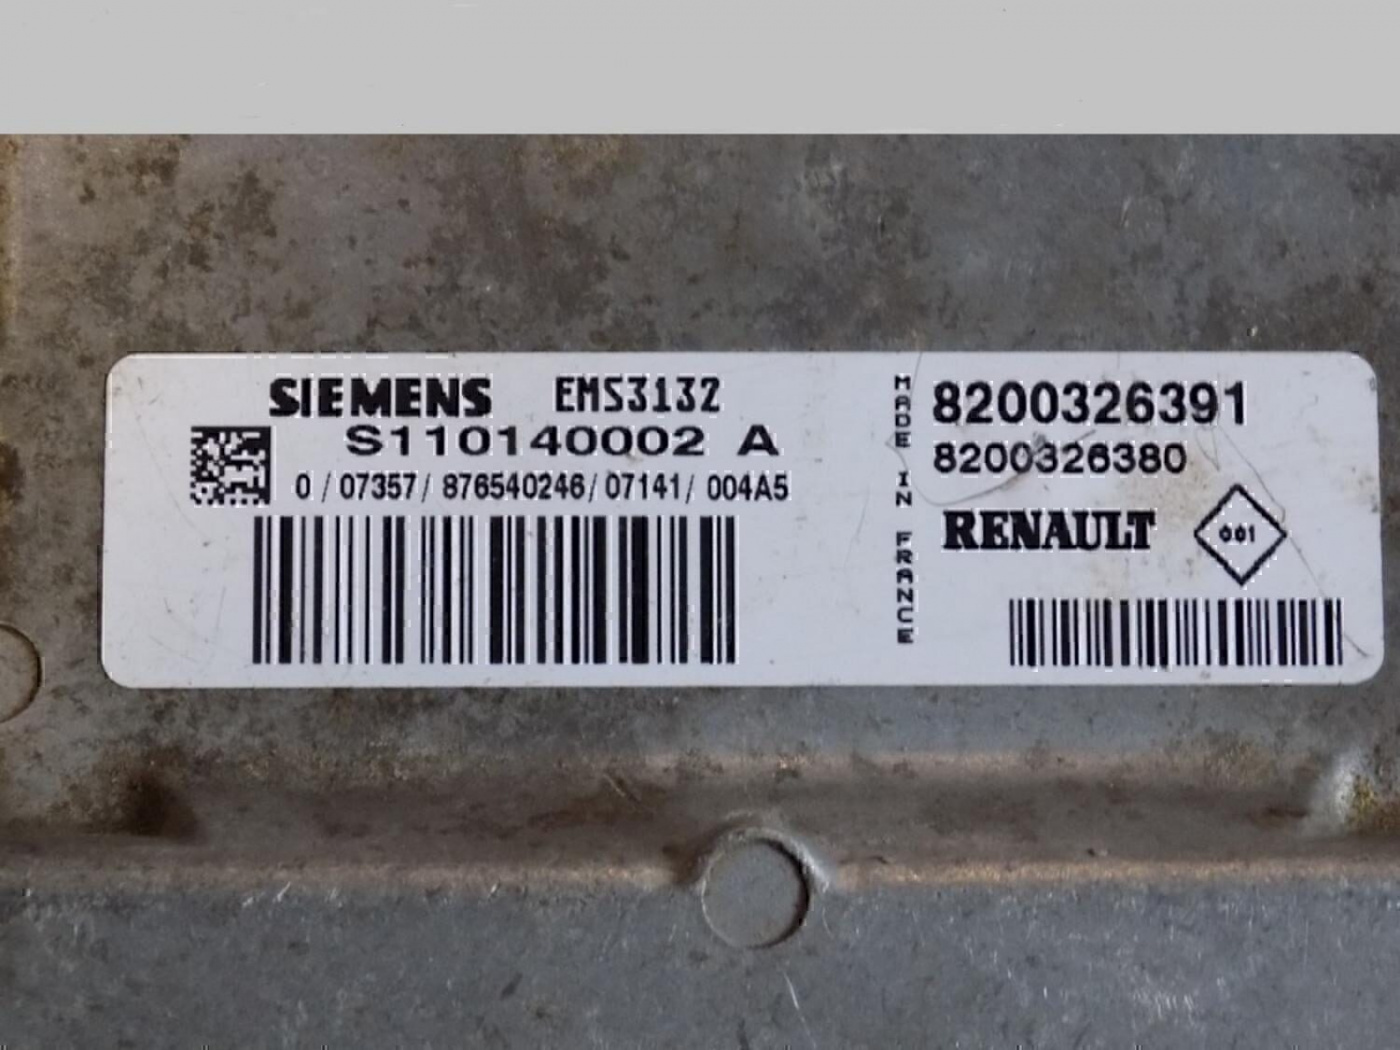 SIEMENS EMS3132
S110140002 A
0 / 07357 / 876540246 / 07141 / 004A5
MADE IN FRANCE
8200326391
8200326380
RENAULT 001